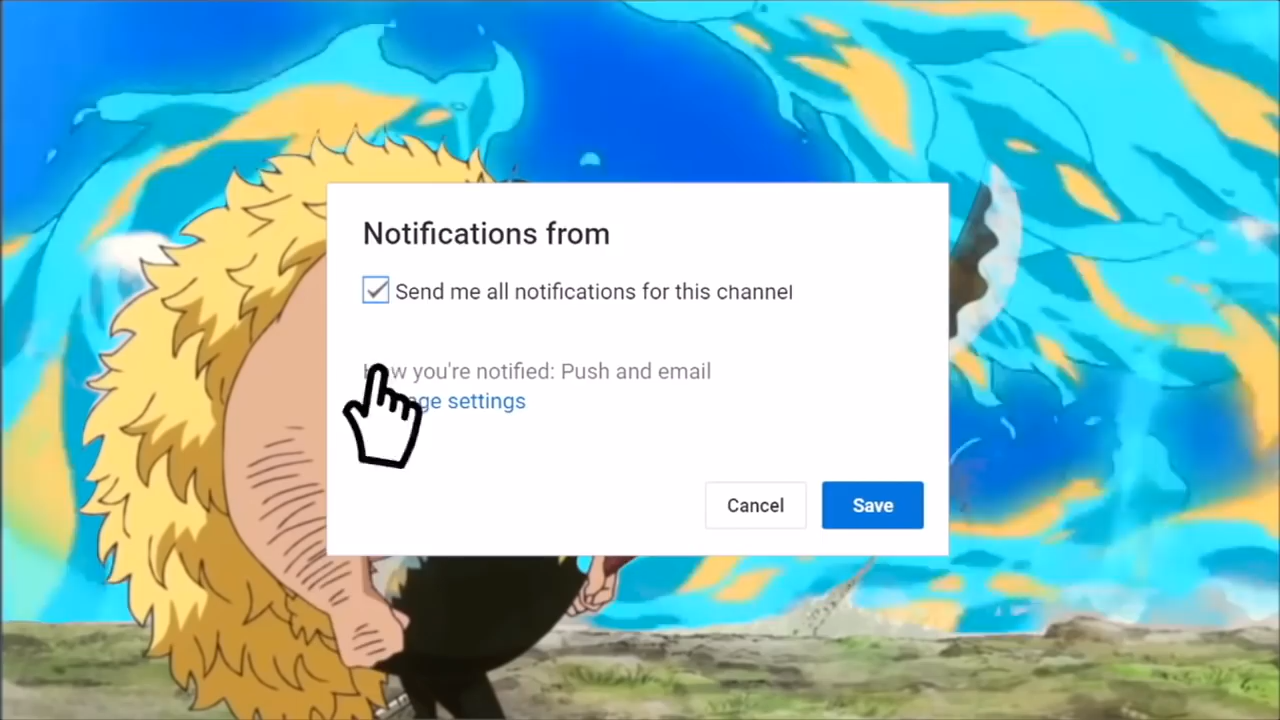 Notifications from
Send me all notifications for this channel
you're notified: Push and email
settings
Cancel
Save